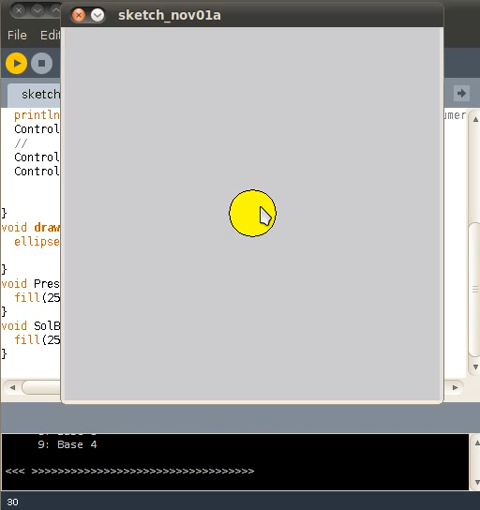 sketch_nov01a
File Edit
sketch
println
Control
//
Control
Control
}
void draw
ellipse
}
void Pres
fill(25
}
void SolB
fill(25
}
9: Base 4
<<< >>>>>>>>>>>>>>>>>>>>>>>>>>>>>>>>>>
30